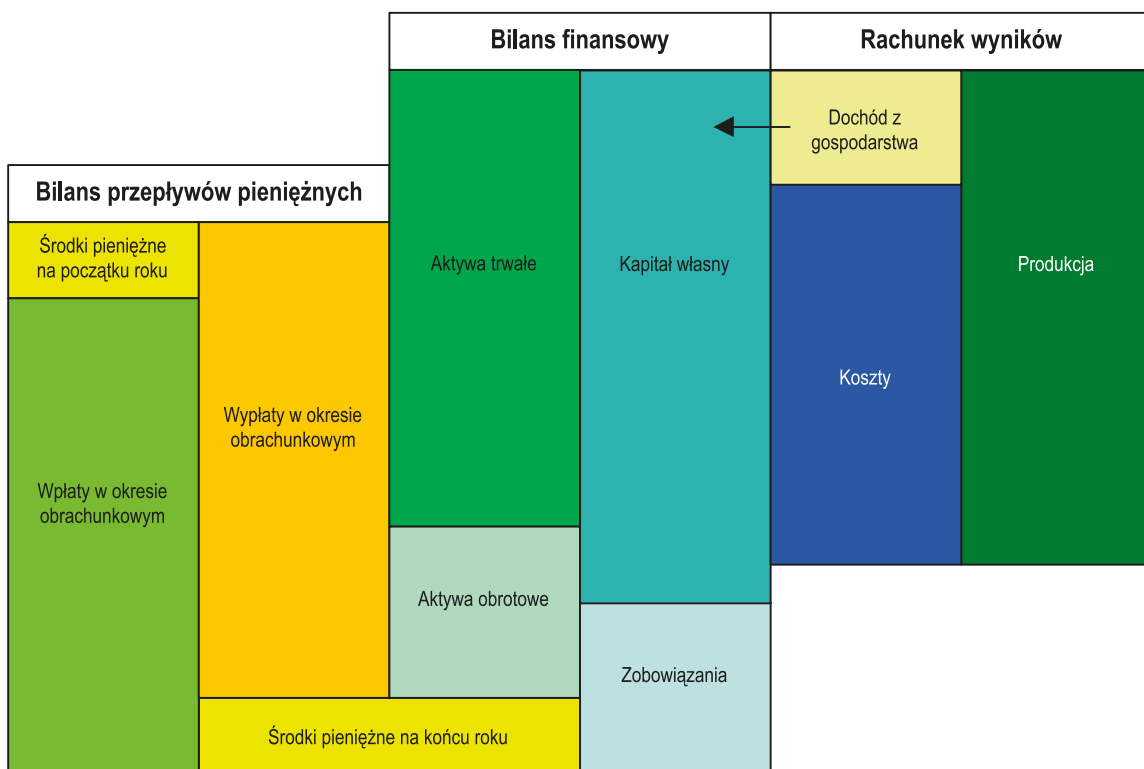 Bilans finansowy
Rachunek wyników
Dochód z
gospodarstwa
Bilans przepływów pieniężnych
Środki pieniężne
na początku roku
Aktywa trwałe
Kapitał własny
Produkcja
Koszty
Wypłaty w okresie
obrachunkowym
Wpłaty w okresie
obrachunkowym
Aktywa obrotowe
Zobowiązania
Środki pieniężne na końcu roku